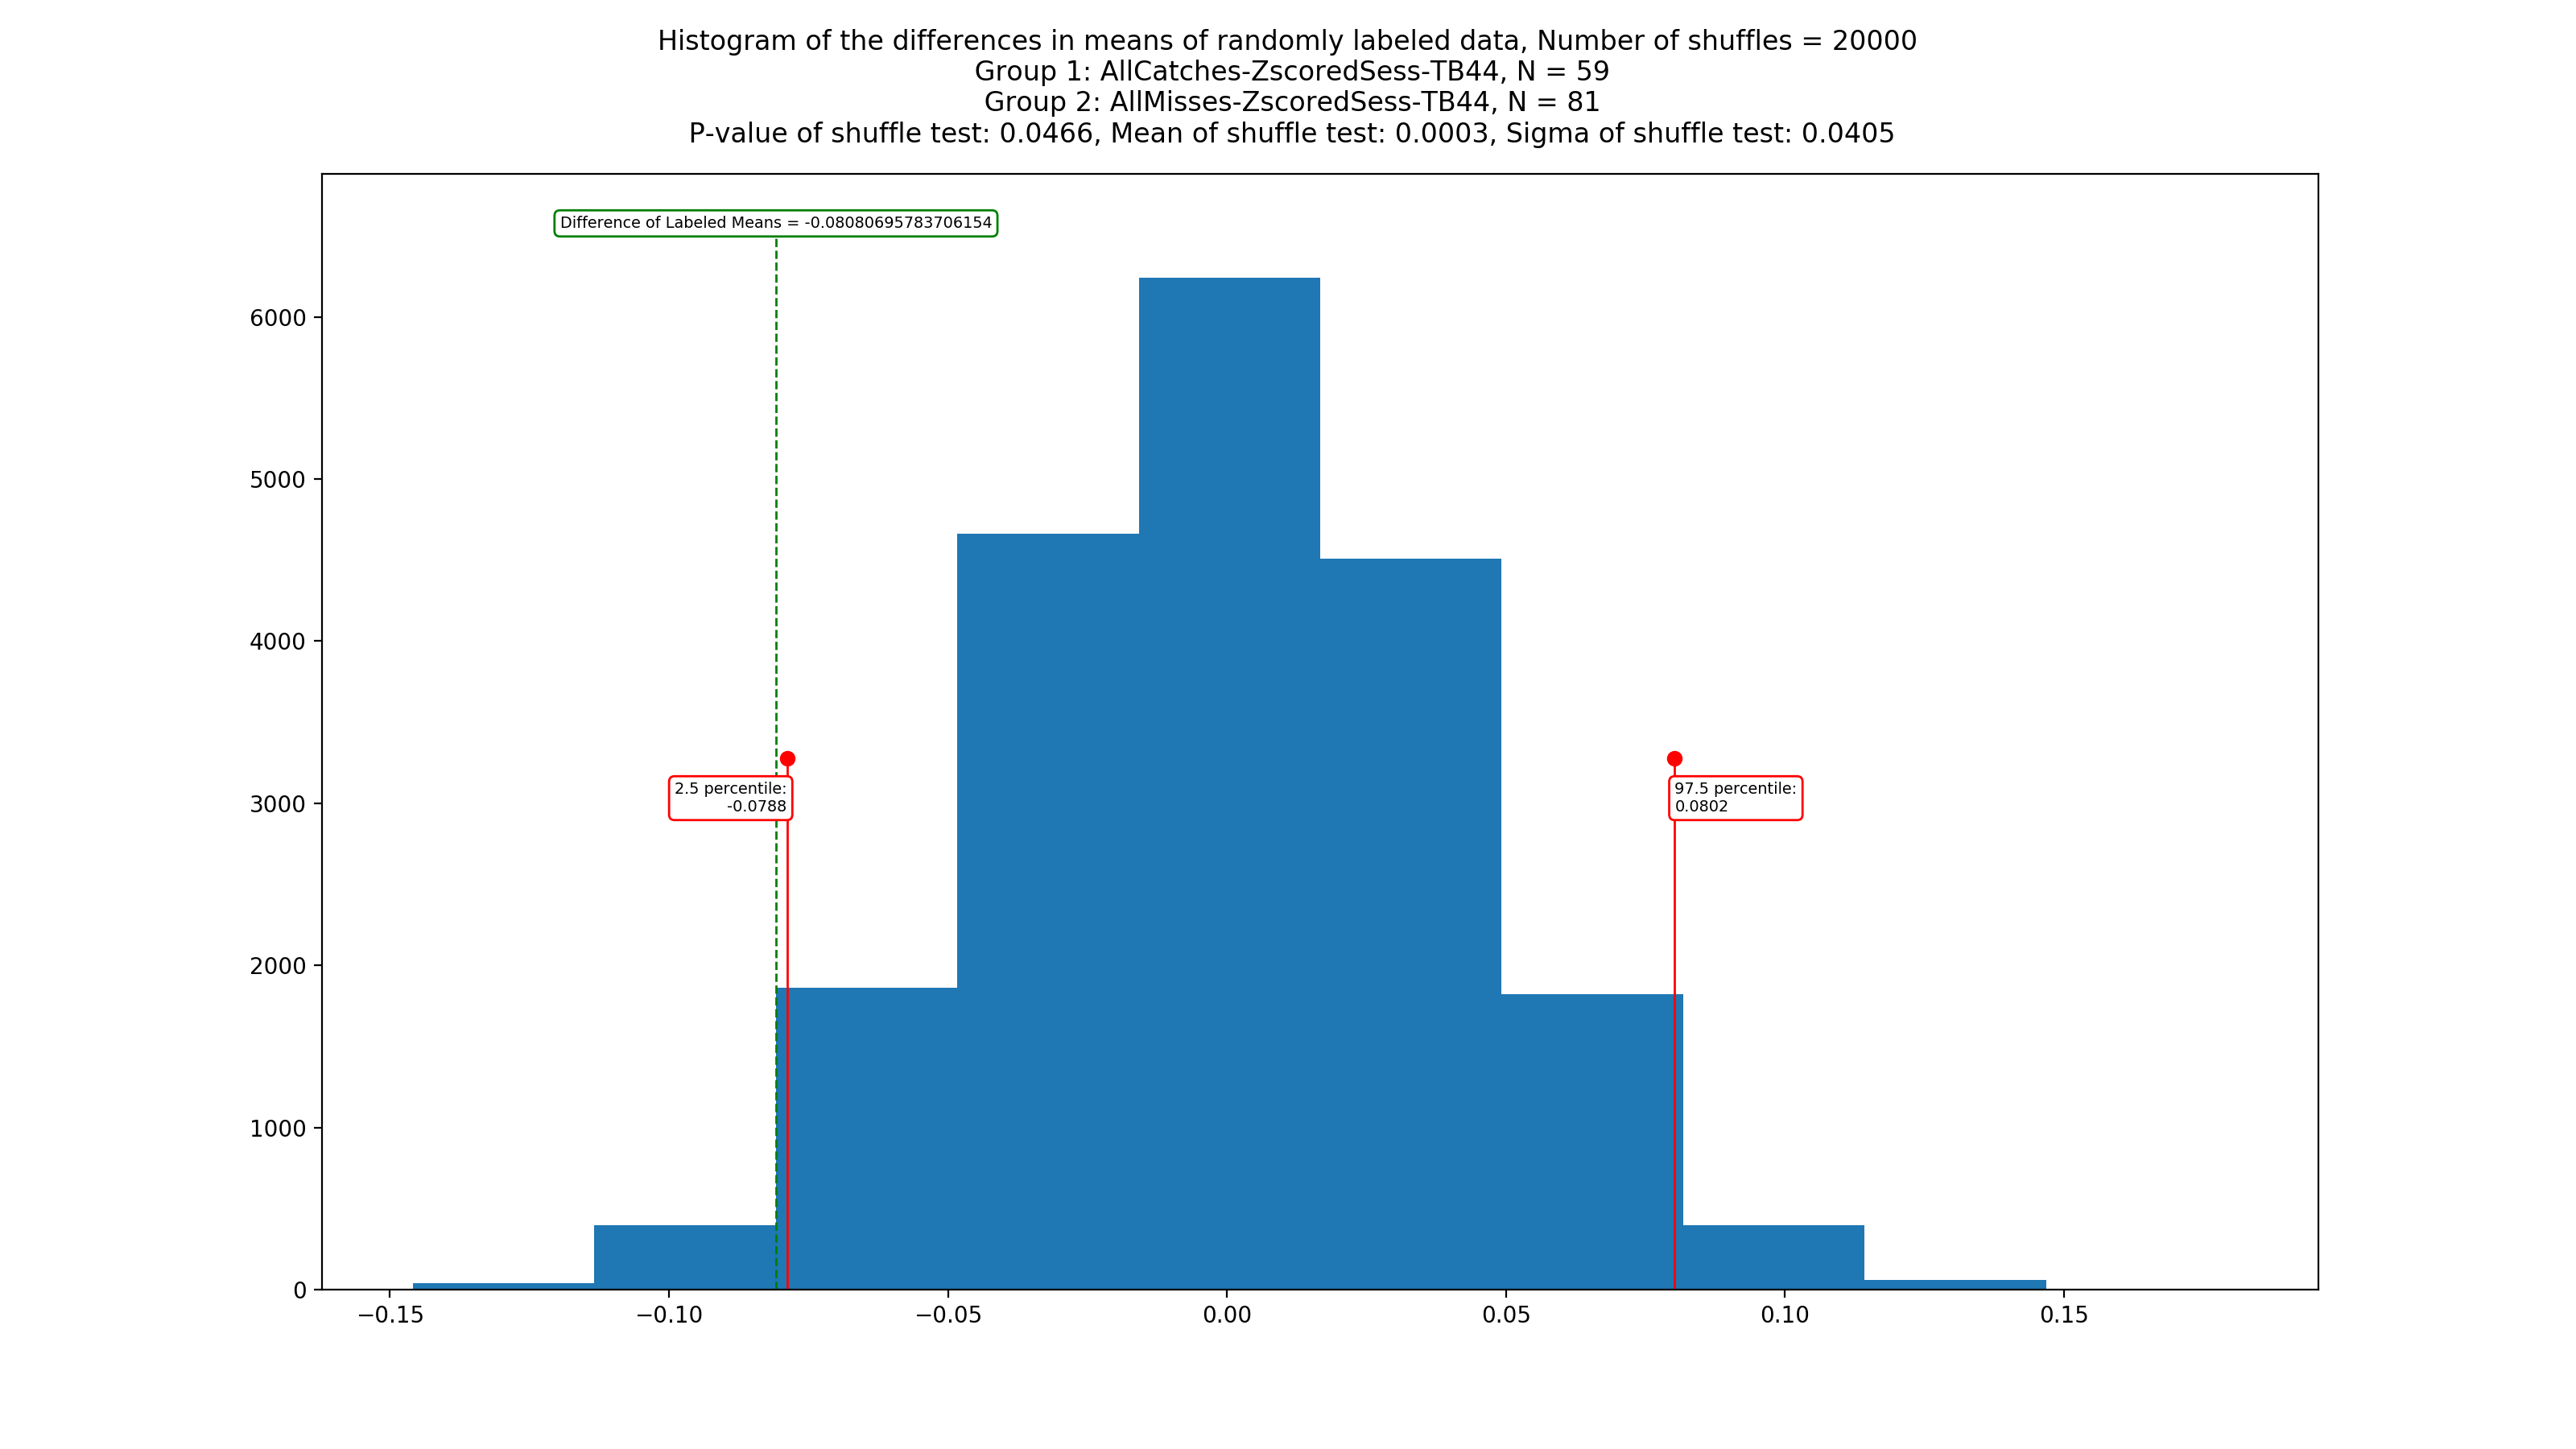 Histogram of the differences in means of randomly labeled data, Number of shuffles = 20000
Group 1: AllCatches-ZscoredSess-TB44, N = 59
Group 2: AllMisses-ZscoredSess-TB44, N = 81
P-value of shuffle test: 0.0466, Mean of shuffle test: 0.0003, Sigma of shuffle test: 0.0405
Difference of Labeled Means = -0.08080695783706154
6000
5000
4000
3000
2000
1000
0
2.5 percentile:
-0.0788
97.5 percentile:
0.0802
−0.15
−0.10
−0.05
0.00
0.05
0.10
0.15